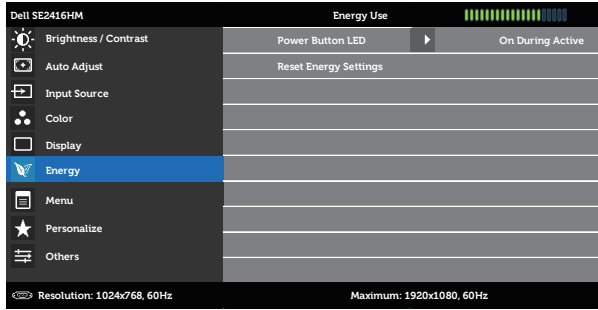 Dell SE2416HM Energy Use
Brightness / Contrast Power Button LED On During Active
Auto Adjust Reset Energy Settings
Input Source
Color
Display
Energy
Menu
Personalize
Others
Resolution: 1024x768, 60Hz Maximum: 1920x1080, 60Hz